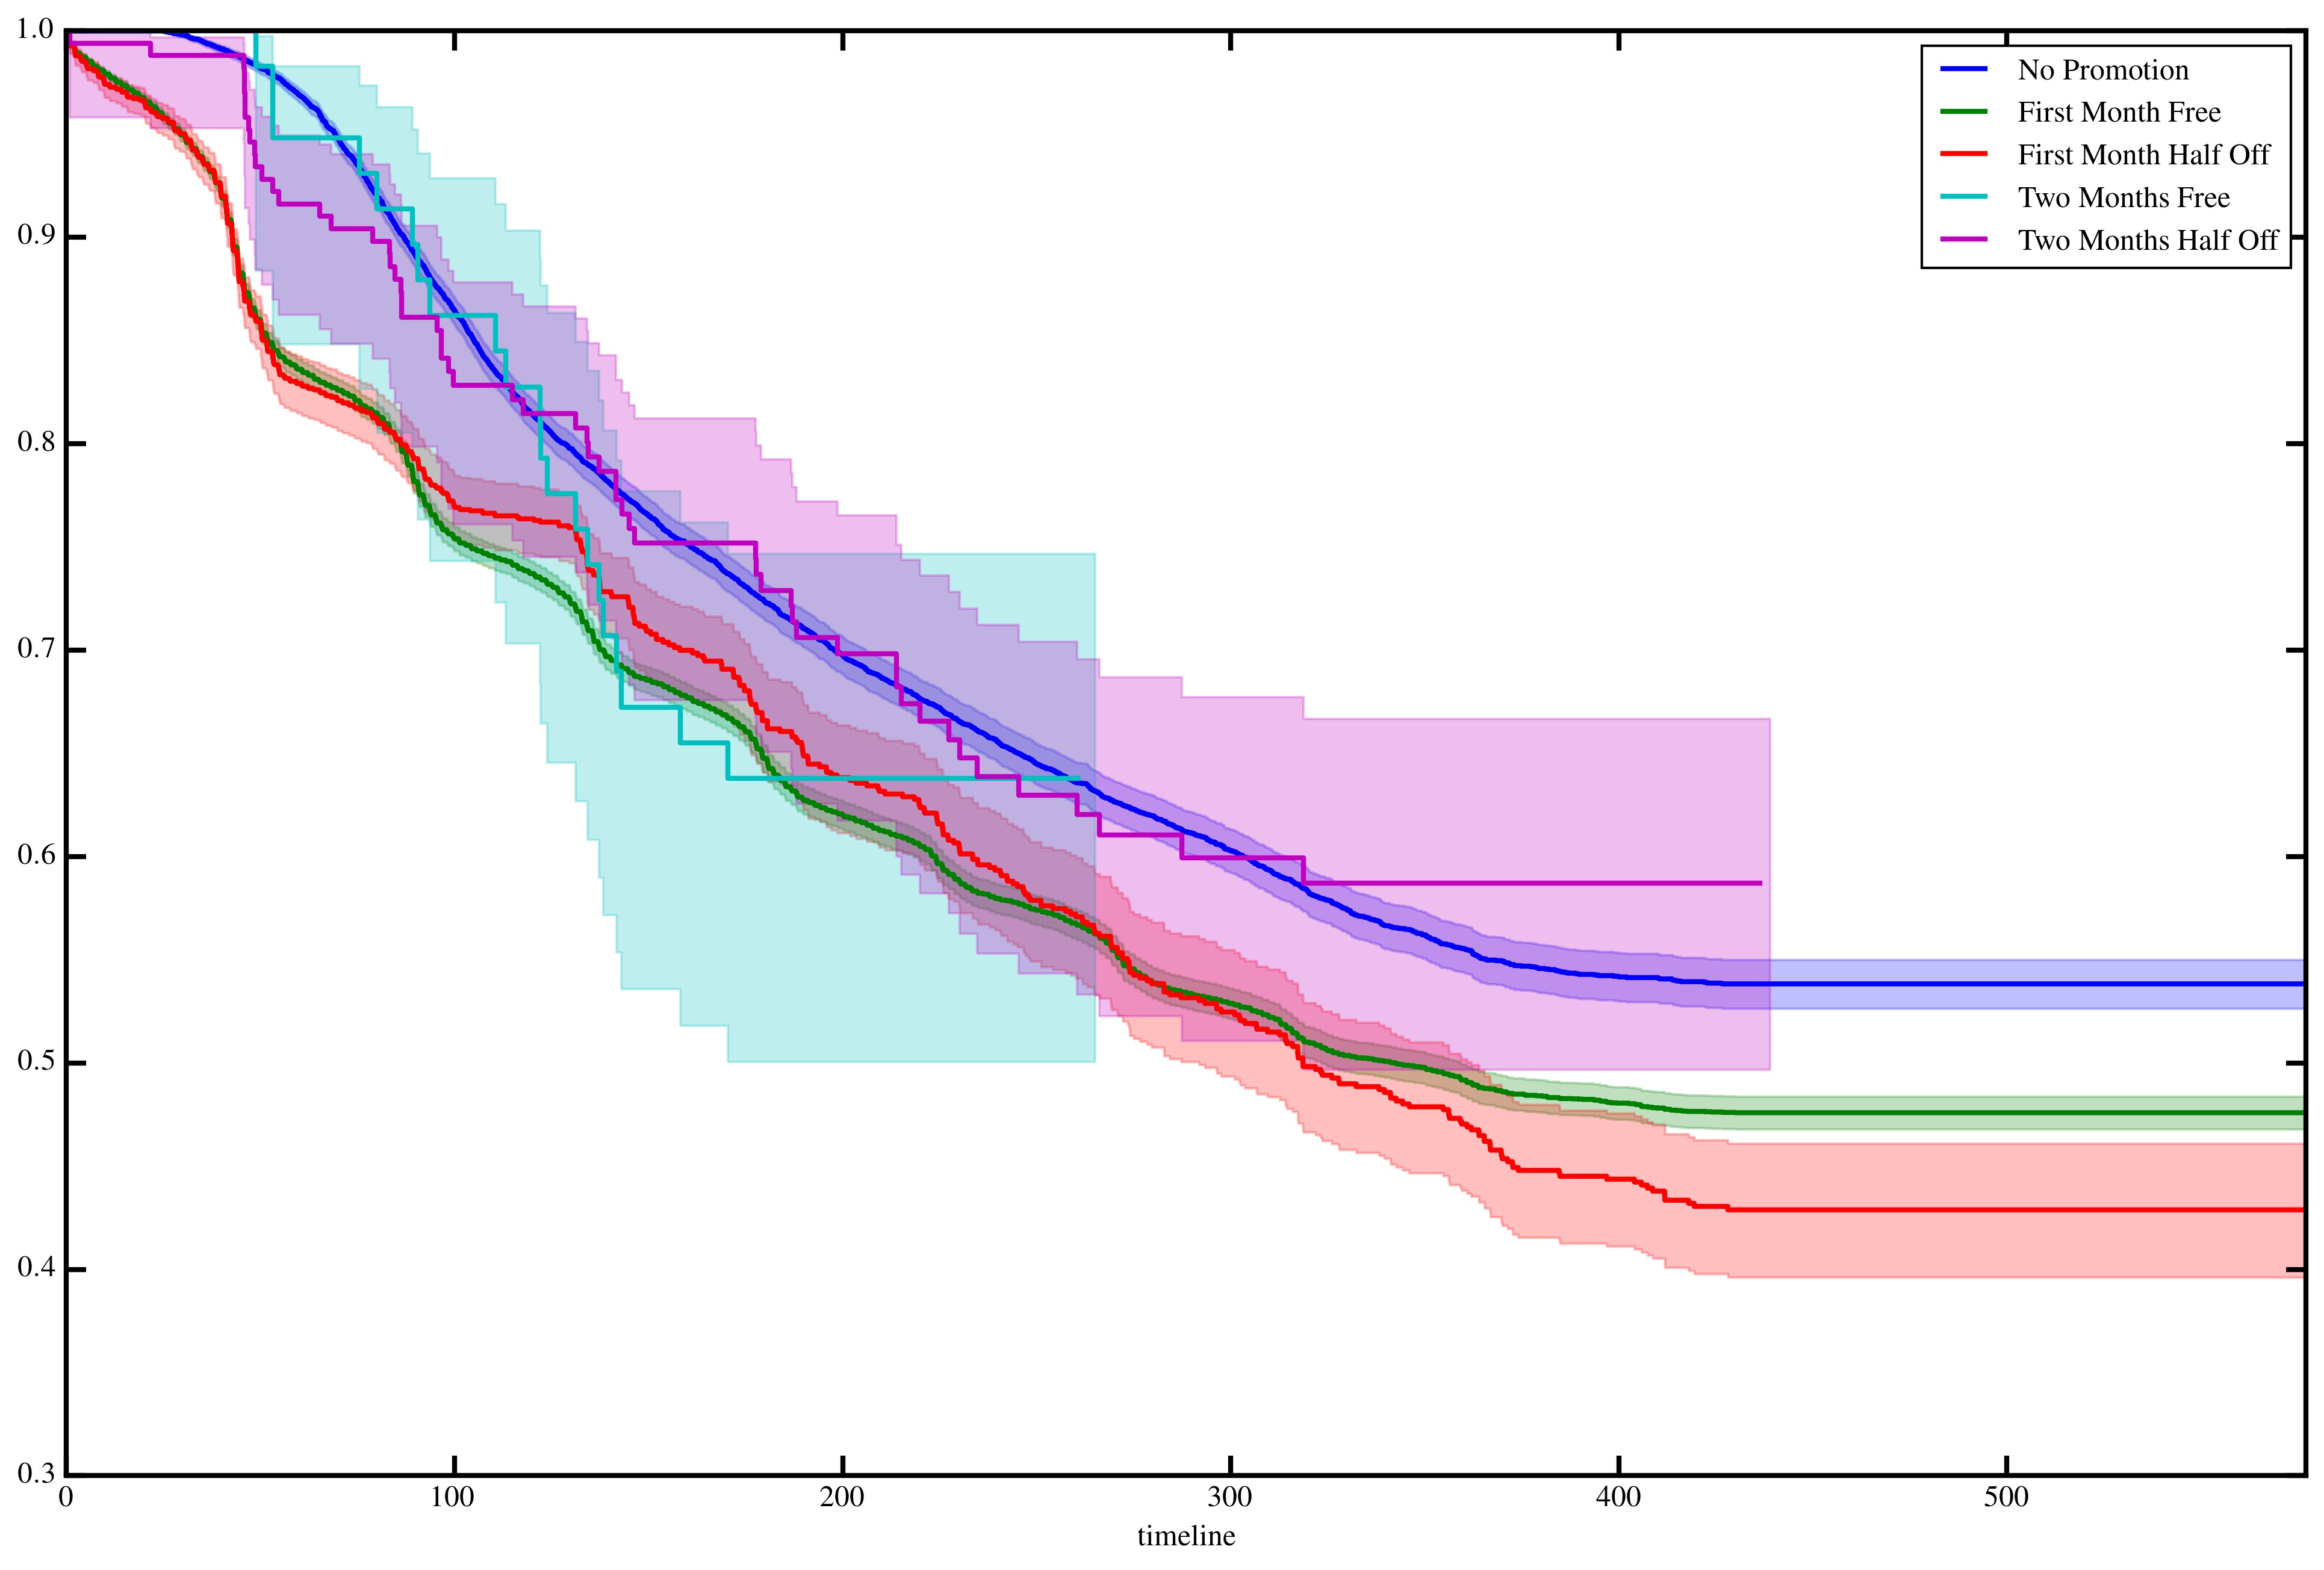 1.0
0.9
0.8
0.7
0.6
0.5
0.4
0.3
0 100 200 300 400 500
timeline
No Promotion
First Month Free
First Month Half Off
Two Months Free
Two Months Half Off